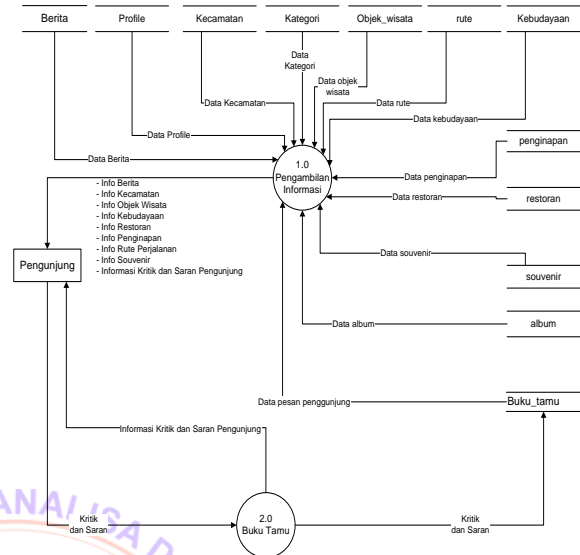 Berita
Profile
Kecamatan
Kategori
Objek_wisata
rute
Kebudayaan
Data
Kategori
Data objek
wisata
Data Kecamatan
Data rute
Data kebudayaan
Data Profile
Data Berita
penginapan
1.0
Pengambilan
Informasi
Data penginapan
- Info Berita
- Info Kecamatan
- Info Objek Wisata
- Info Kebudayaan
- Info Restoran
- Info Penginapan
- Info Rute Perjalanan
- Info Souvenir
- Informasi Kritik dan Saran Pengunjung
Data restoran
restoran
Pengunjung
Data souvenir
souvenir
Data album
album
Data pesan penggunjung
Buku_tamu
Informasi Kritik dan Saran Pengunjung
Kritik
dan Saran
2.0
Buku Tamu
Kritik
dan Saran
ANALISA D